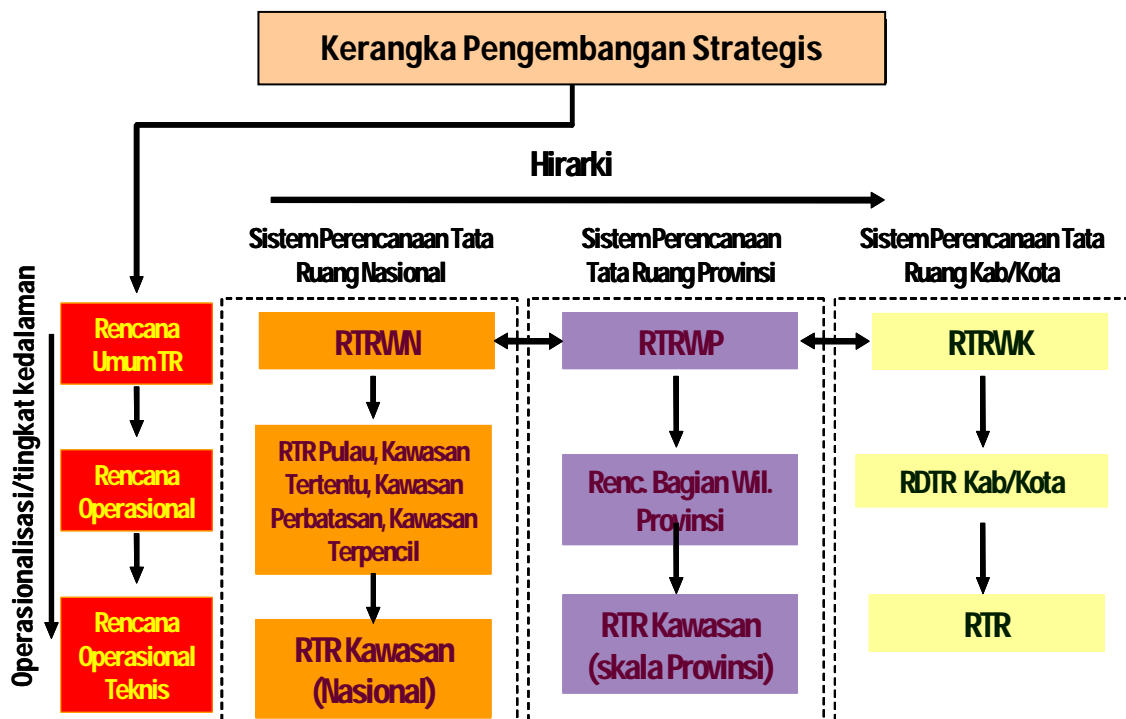 Kerangka Pengembangan Strategis
Hirarki
Sistem Perencanaan Tata
Ruang Nasional
Sistem Perencanaan
Tata Ruang Provinsi
Sistem Perencanaan Tata
Ruang Kab/Kota
Operasionalisasi/tingkat kedalaman
Rencana
Umum TR
RTRWN
RTRWP
RTRWK
Rencana
Operasional
RTR Pulau, Kawasan
Tertentu, Kawasan
Perbatasan, Kawasan
Terpencil
Renc. Bagian Wil.
Provinsi
RDTR Kab/Kota
Rencana
Operasional
Teknis
RTR Kawasan
(Nasional)
RTR Kawasan
(skala Provinsi)
RTR